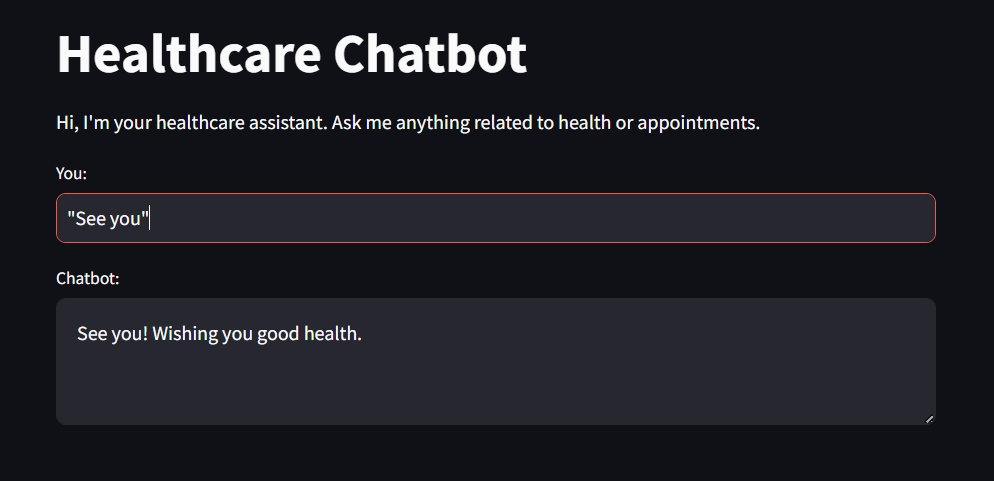 Healthcare Chatbot
Hi, I'm your healthcare assistant. Ask me anything related to health or appointments.
You:
"See you"
Chatbot:
See you! Wishing you good health.